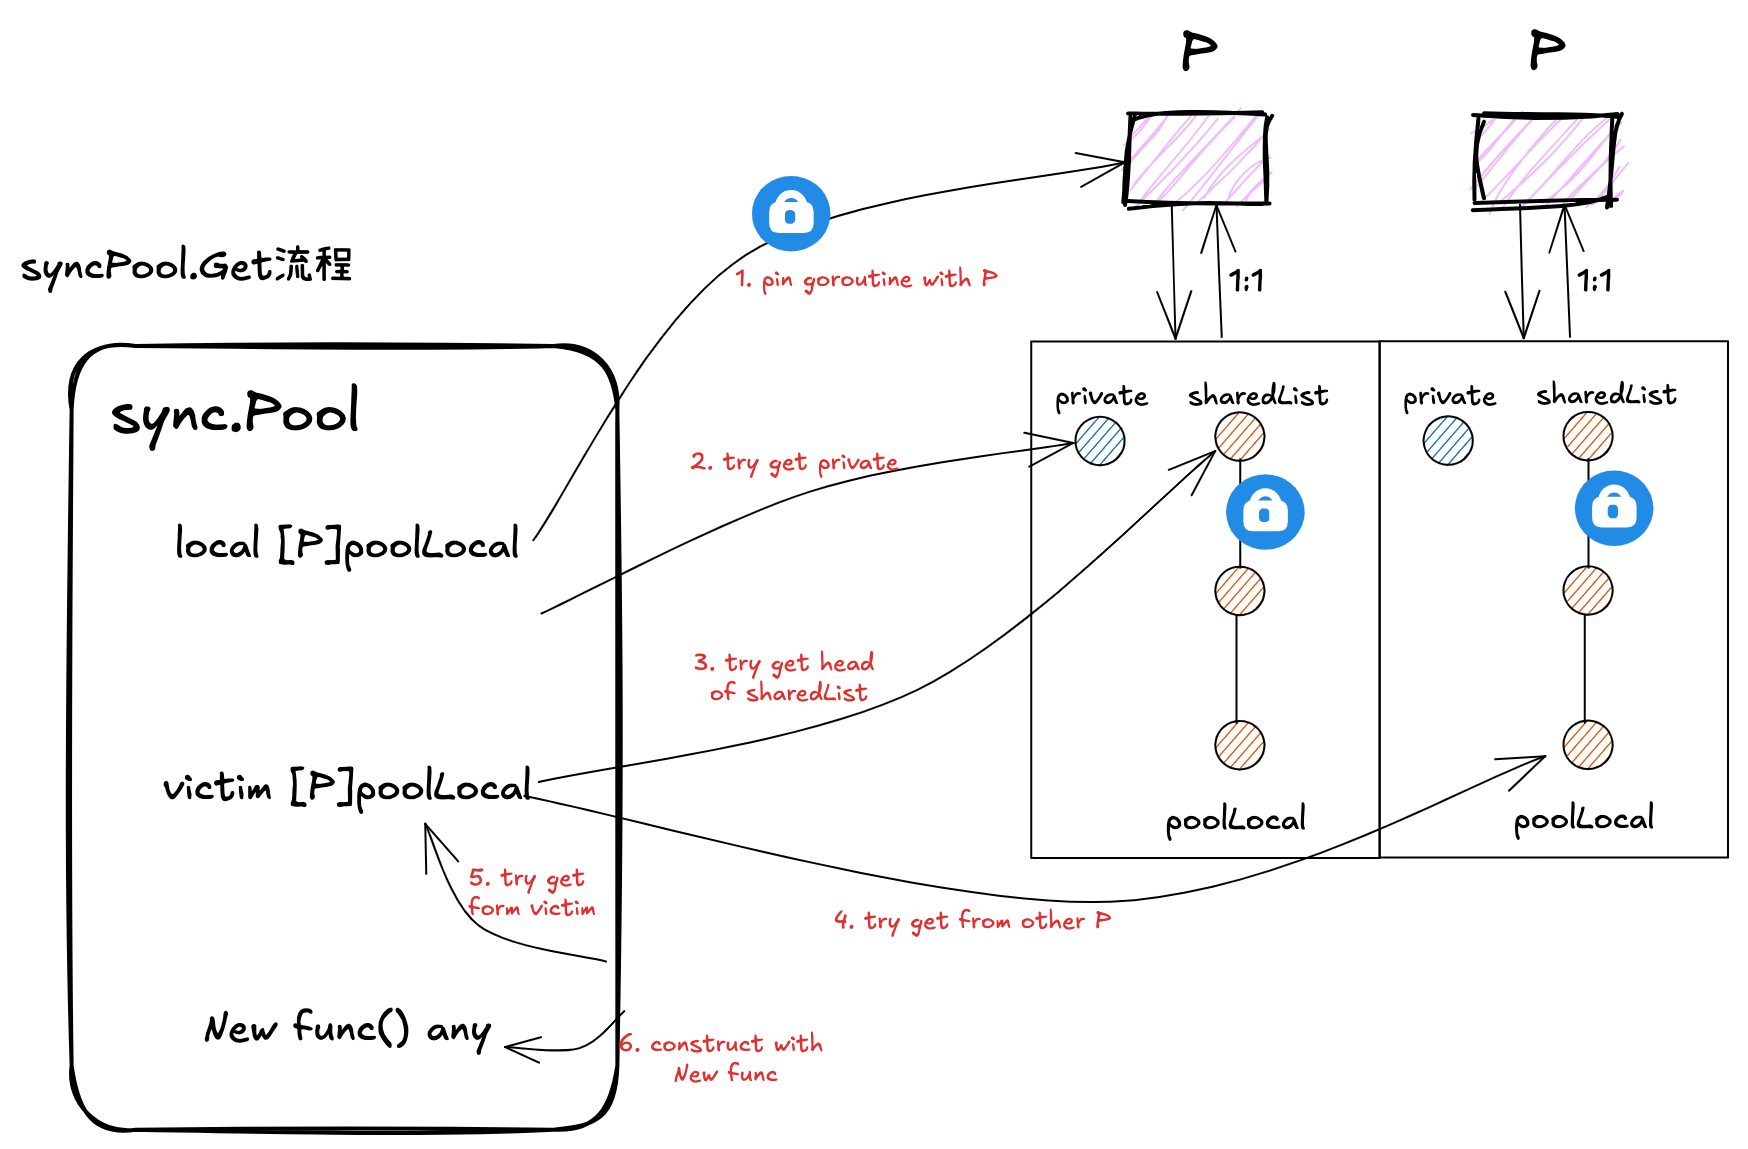 P
P
syncPool.Get流程
1. pin goroutine with P
1:1
1:1
sync.Pool
private
sharedList
private
sharedList
2. try get private
local [P]poolLocal
3. try get head
of sharedList
victim [P]poolLocal
poolLocal
poolLocal
5. try get
form victim
4. try get from other P
New func() any
6. construct with
New func